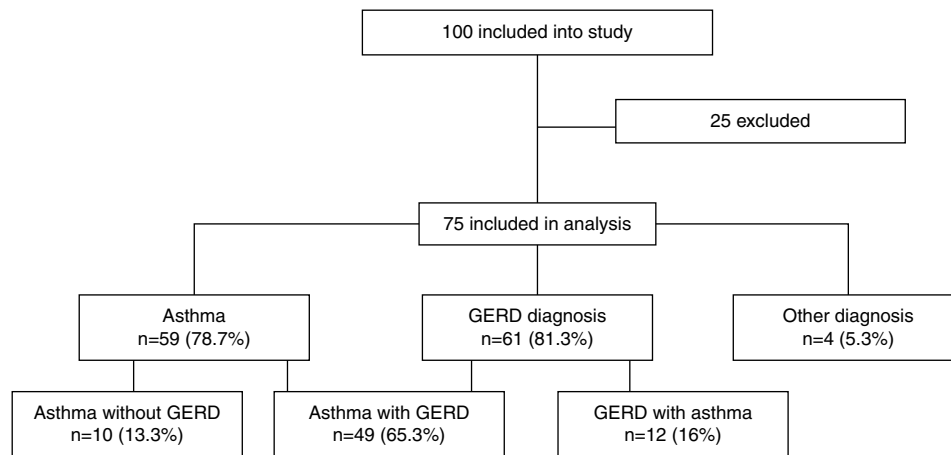 100 included into study
25 excluded
75 included in analysis
Asthma
n=59 (78.7%)
GERD diagnosis
n=61 (81.3%)
Other diagnosis
n=4 (5.3%)
Asthma without GERD
n=10 (13.3%)
Asthma with GERD
n=49 (65.3%)
GERD with asthma
n=12 (16%)